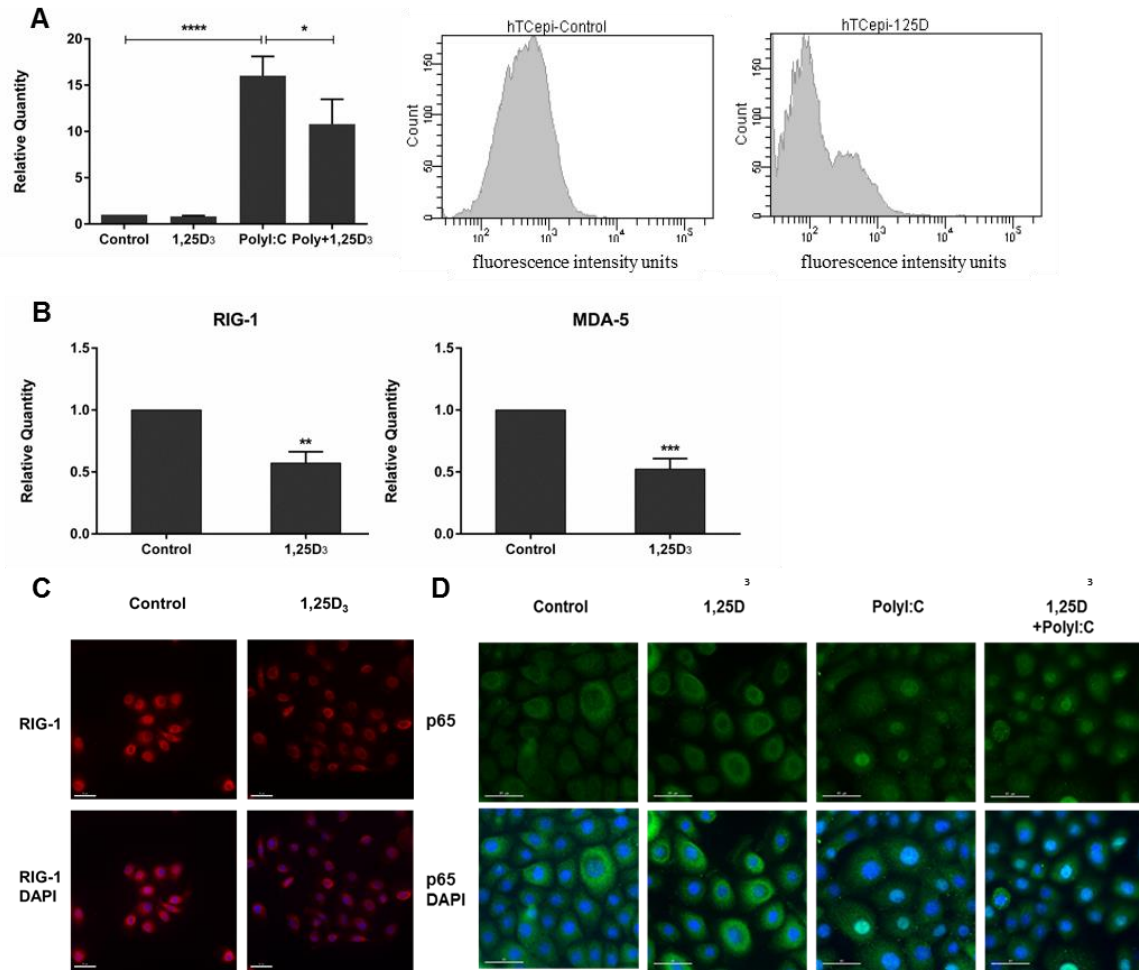 A
**** *
Relative Quantity
20
15
10
5
0
Control 1,25D3 PolyI:C Poly+1,25D3
hTCepi-Control
Count
150
100
50
0
10² 10³ 10⁴ 10⁵
fluorescence intensity units
hTCepi-125D
Count
150
100
50
0
10² 10³ 10⁴ 10⁵
fluorescence intensity units
B
RIG-1
Relative Quantity
1.5
1.0
0.5
0.0
**
Control 1,25D3
MDA-5
Relative Quantity
1.5
1.0
0.5
0.0
***
Control 1,25D3
C
Control 1,25D₃
RIG-1
RIG-1
DAPI
D
3 3
Control 1,25D PolyI:C 1,25D
+PolyI:C
p65
p65
DAPI